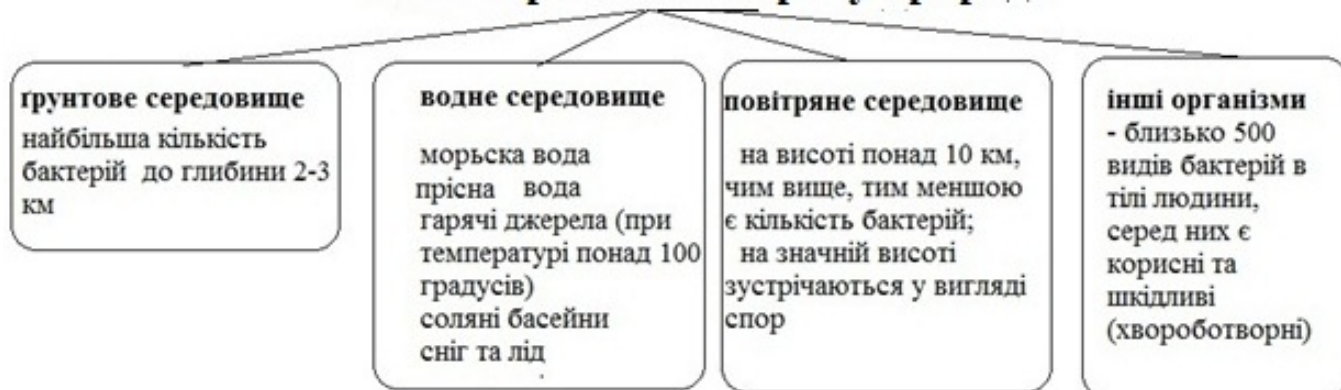 ґрунтове середовище
найбільша кількість
бактерій до глибини 2-3
км
водне середовище
морьска вода
прісна вода
гарячі джерела (при
температурі понад 100
градусів)
соляні басейни
сніг та лід
повітряне середовище
на висоті понад 10 км,
чим вище, тим меншою
є кількість бактерій;
на значній висоті
зустрічаються у вигляді
спор
інші організми
- близько 500
видів бактерій в
тілі людини,
серед них є
корисні та
шкідливі
(хвороботворні)